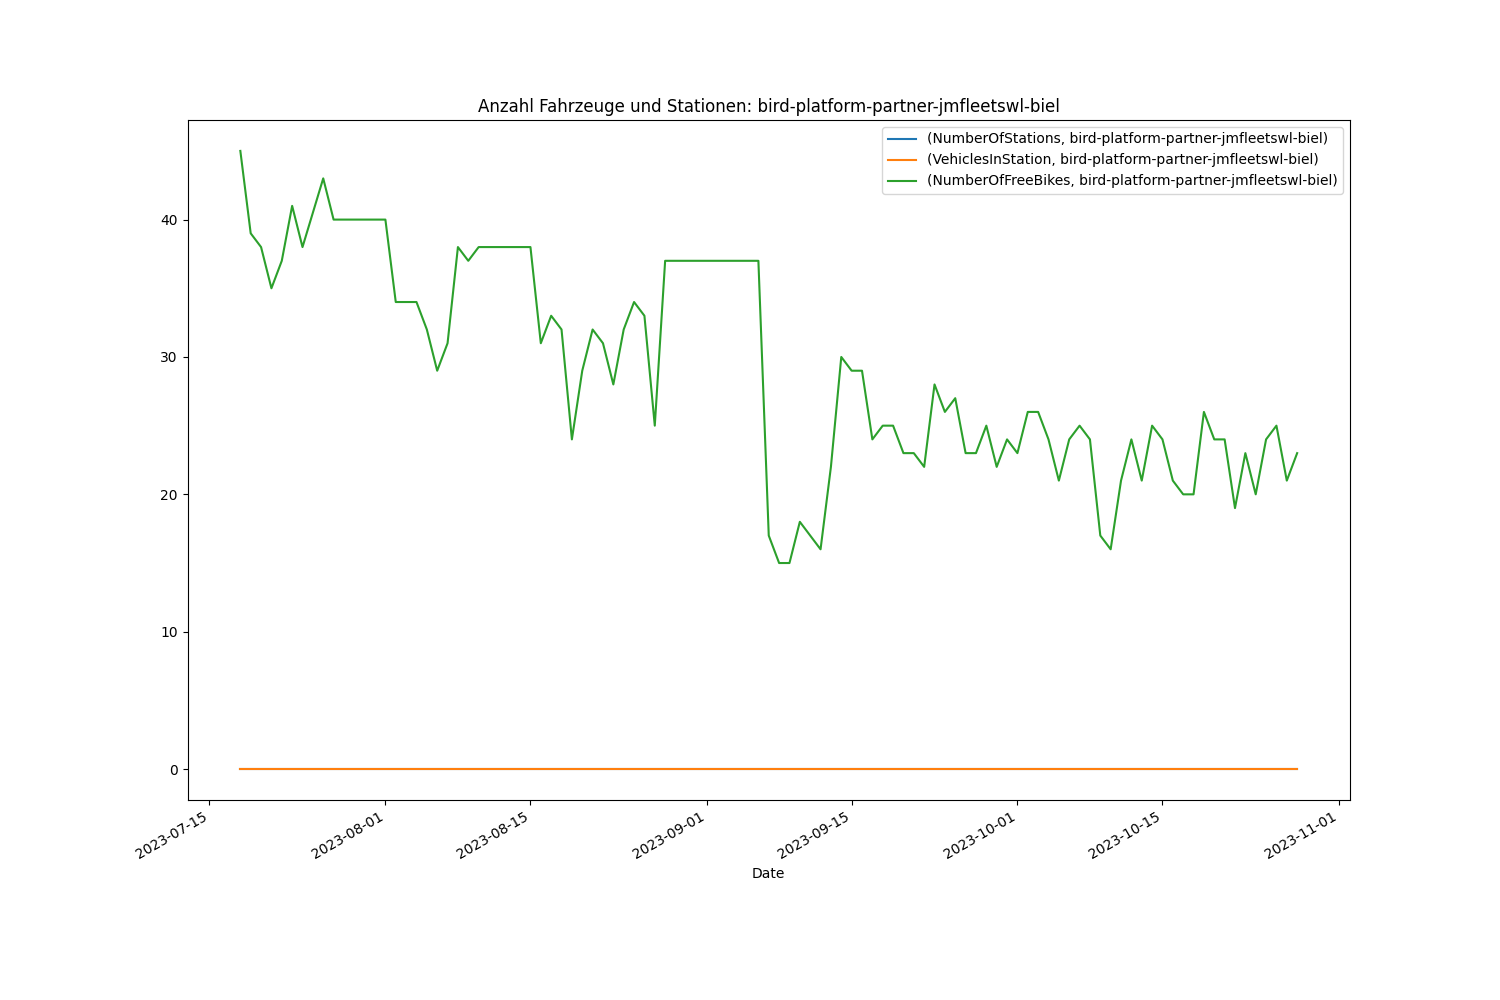 Anzahl Fahrzeuge und Stationen: bird-platform-partner-jmfleetswl-biel
(NumberOfStations, bird-platform-partner-jmfleetswl-biel)
(VehiclesInStation, bird-platform-partner-jmfleetswl-biel)
(NumberOfFreeBikes, bird-platform-partner-jmfleetswl-biel)
40
30
20
10
0
2023-07-15
2023-08-01
2023-08-15
2023-09-01
2023-09-15
2023-10-01
2023-10-15
2023-11-01
Date